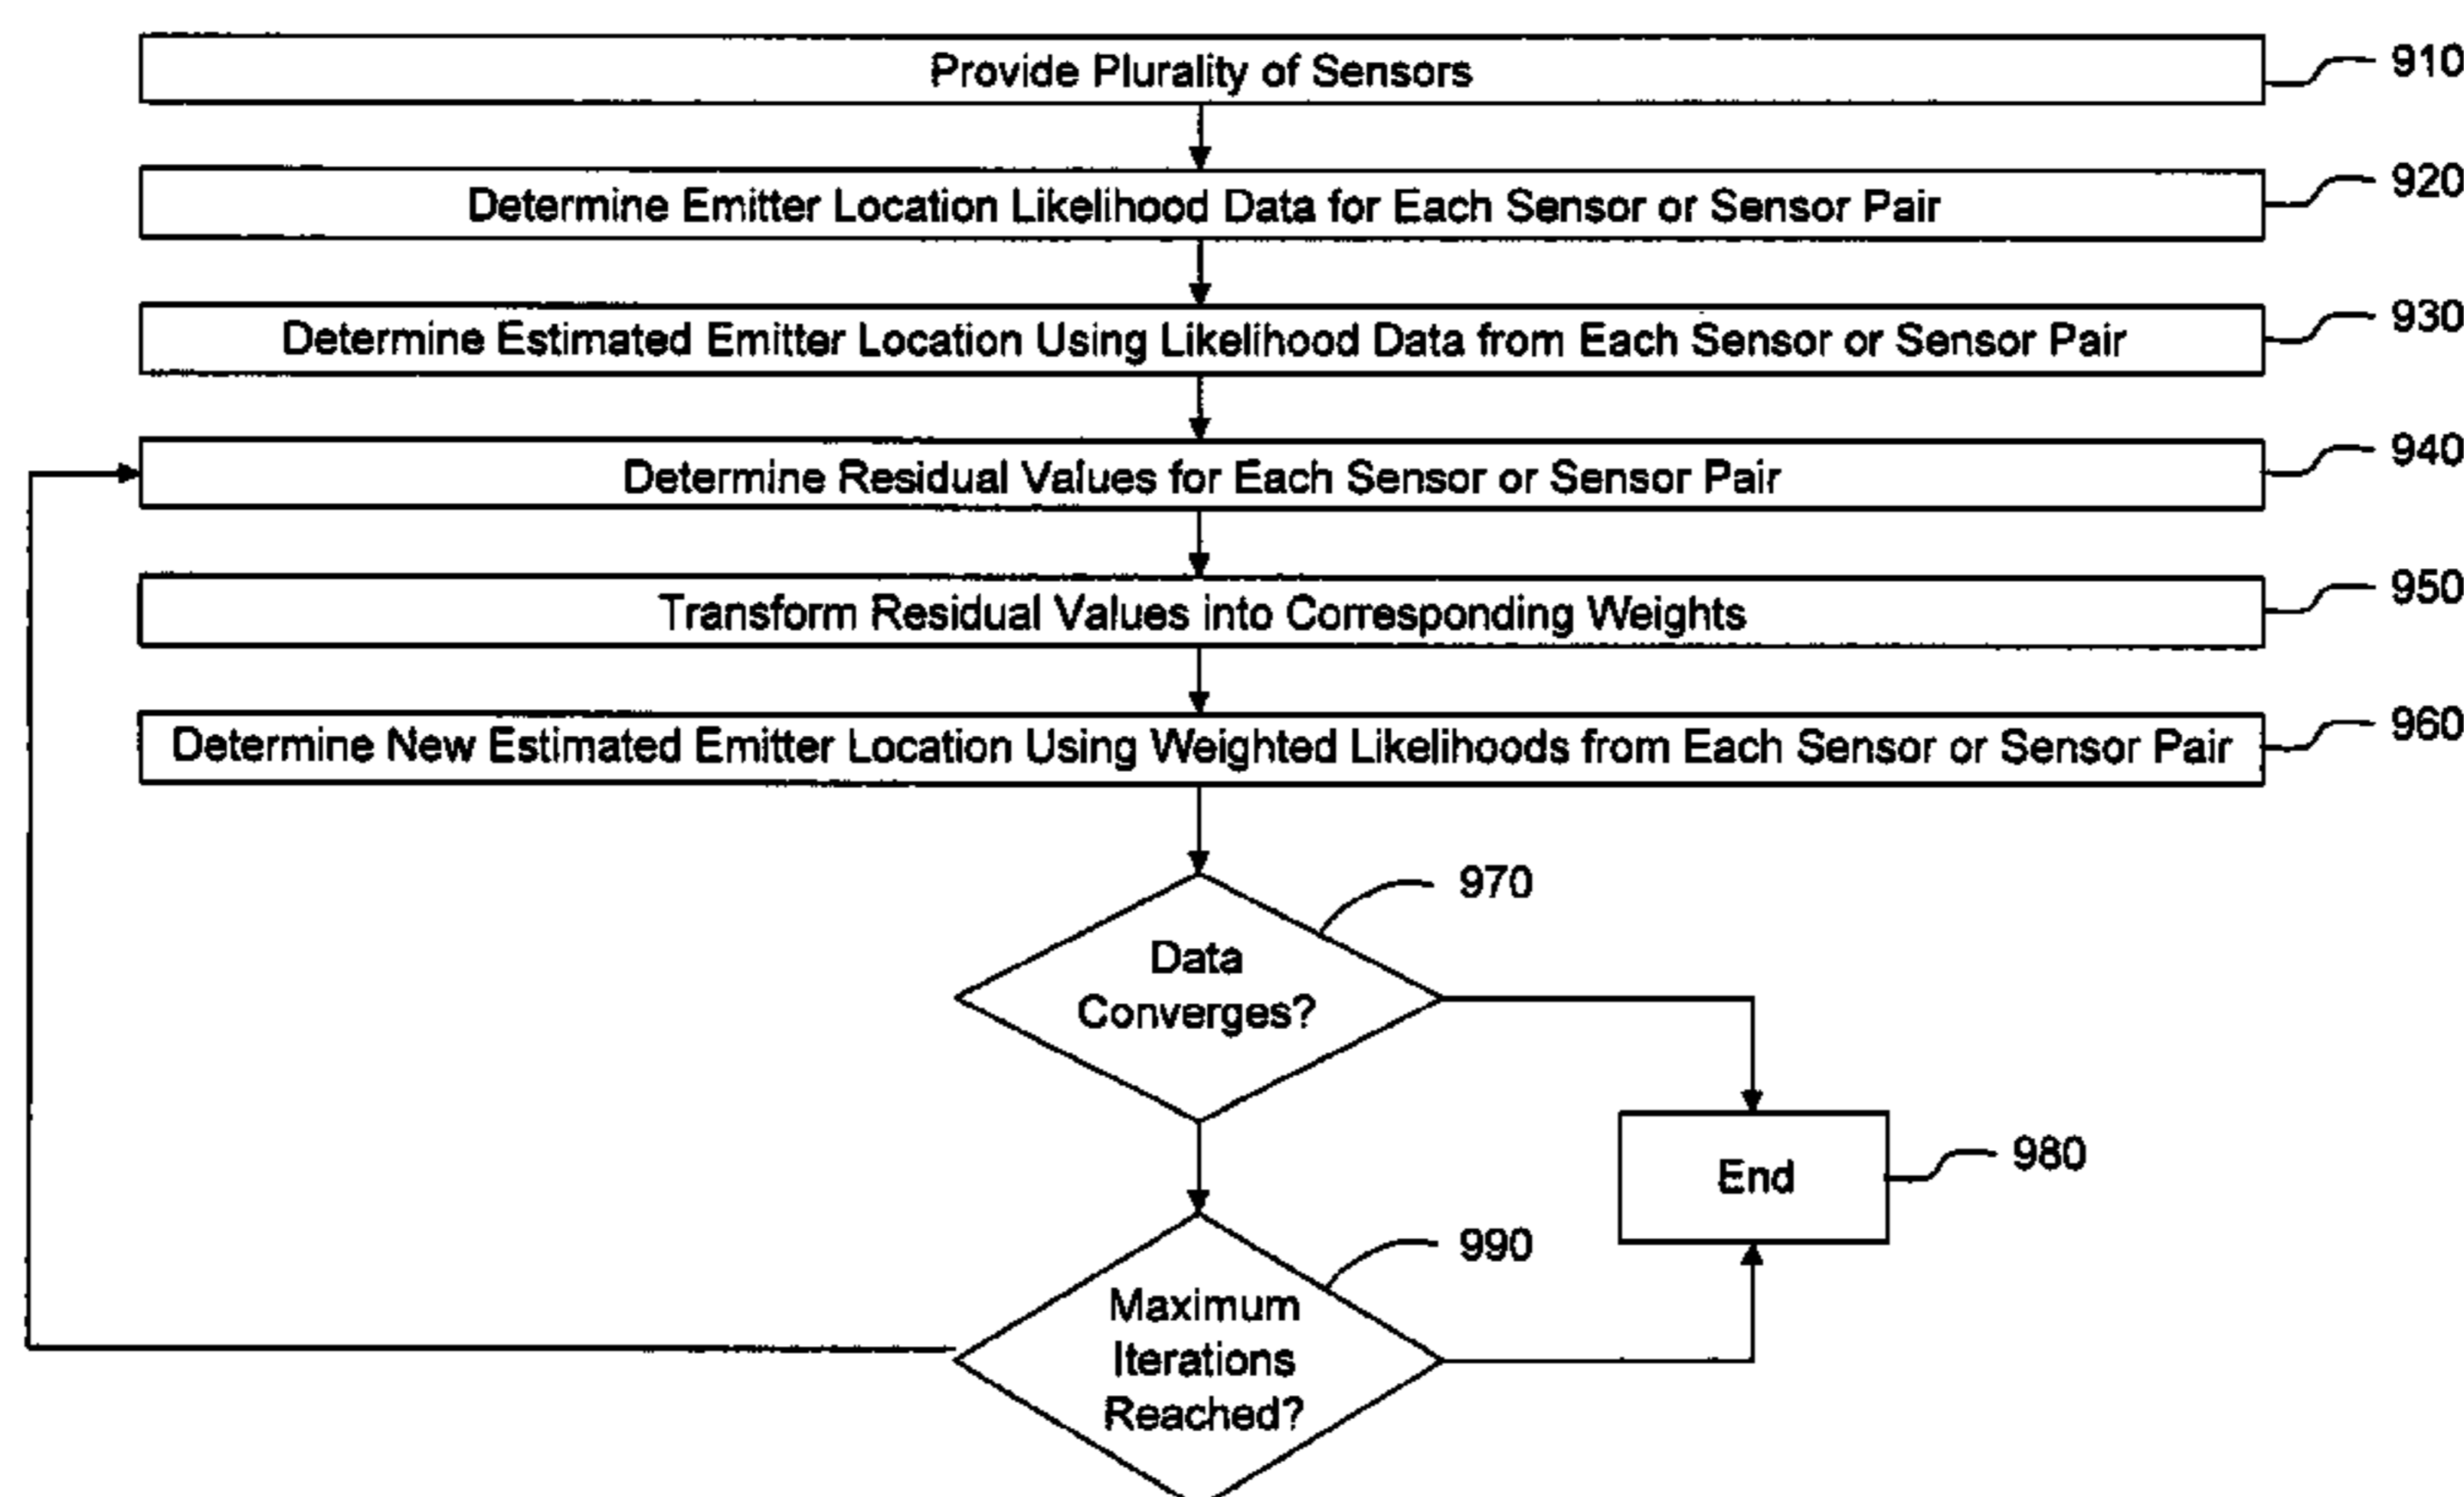 Provide Plurality of Sensors
910
Determine Emitter Location Likelihood Data for Each Sensor or Sensor Pair
920
Determine Estimated Emitter Location Using Likelihood Data from Each Sensor or Sensor Pair
930
Determine Residual Values for Each Sensor or Sensor Pair
940
Transform Residual Values into Corresponding Weights
950
Determine New Estimated Emitter Location Using Weighted Likelihoods from Each Sensor or Sensor Pair
960
970
Data
Converges?
End
980
990
Maximum
Iterations
Reached?